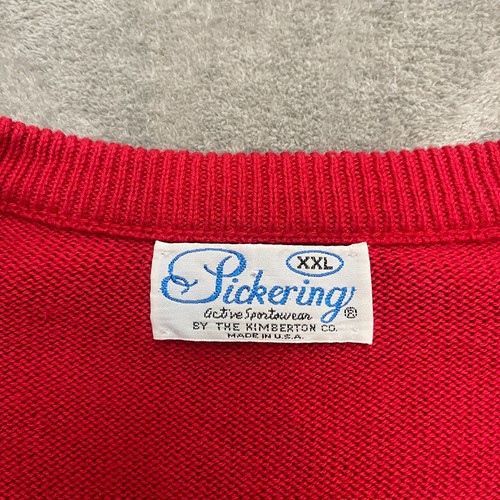 XXL
Pickering
Active Sportswear ®
BY THE KIMBERTON CO.
MADE IN U.S.A.